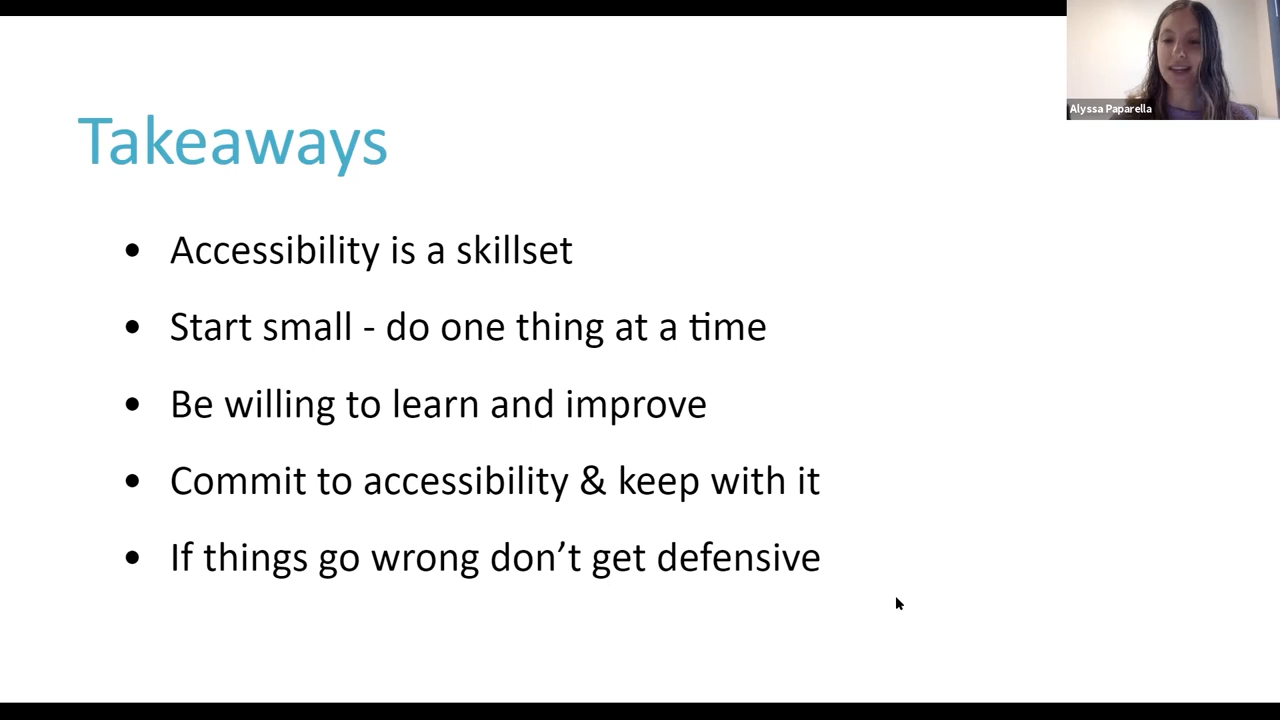 Alyssa Paparella
Takeaways
• Accessibility is a skillset
• Start small - do one thing at a time
• Be willing to learn and improve
• Commit to accessibility & keep with it
• If things go wrong don’t get defensive